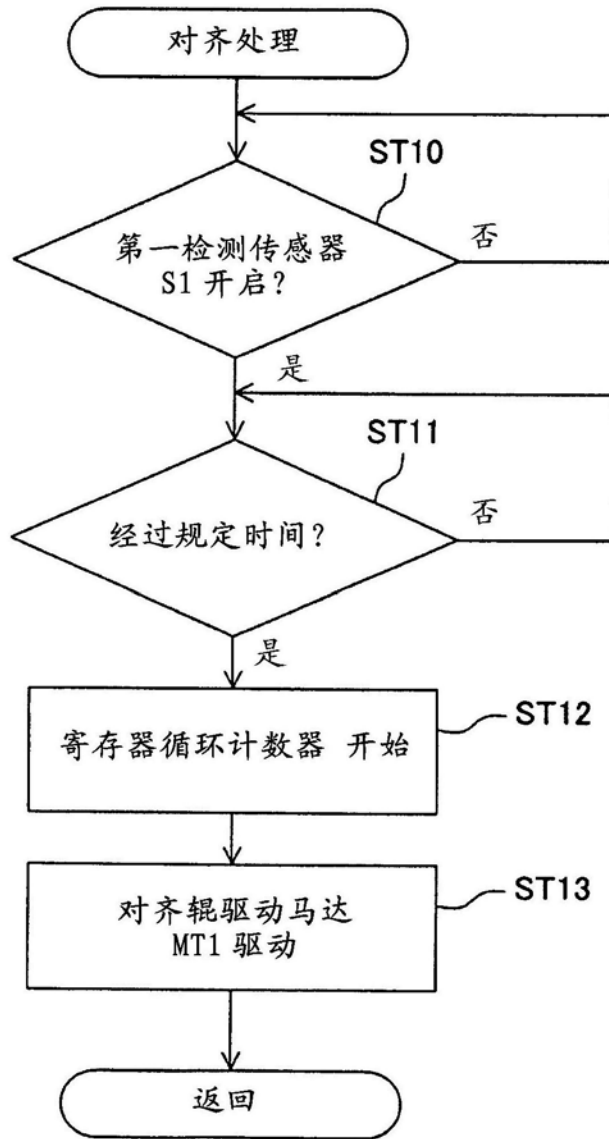 对齐处理
ST10
第一检测传感器
S1 开启?
否
是
ST11
经过规定时间?
否
是
寄存器循环计数器 开始
ST12
对齐辊驱动马达
MT1 驱动
ST13
返回